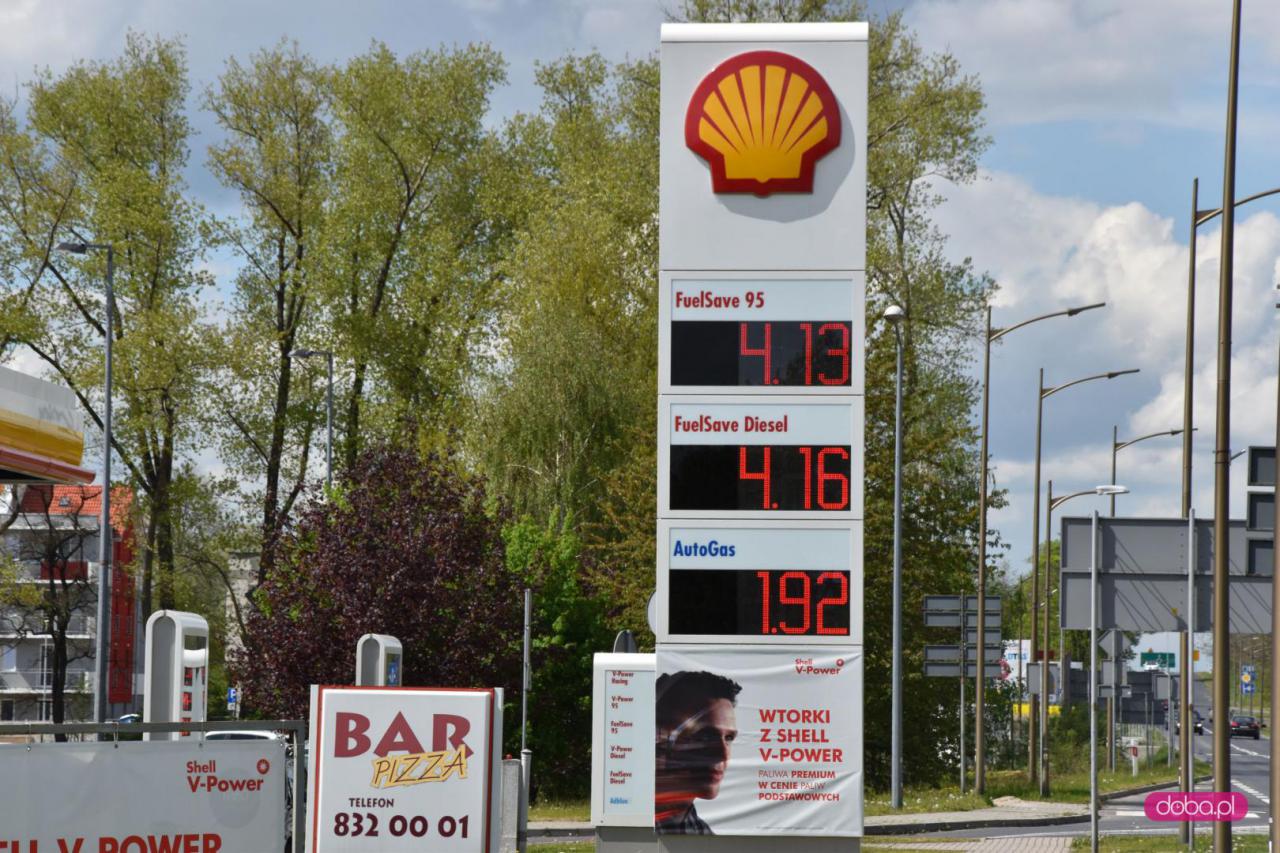 FuelSave 95
4.13
FuelSave Diesel
4.16
AutoGas
1.92
Shell
V-Power
WTORKI
Z SHELL
V-POWER
PALIWA PREMIUM
W CENIE PALIW
PODSTAWOWYCH
V-Power
Racing
V-Power
95
FuelSave
95
V-Power
Diesel
FuelSave
Diesel
Adblue
BAR
PIZZA
TELEFON
832 00 01
Shell
V-Power
V-POWER
doba.pl